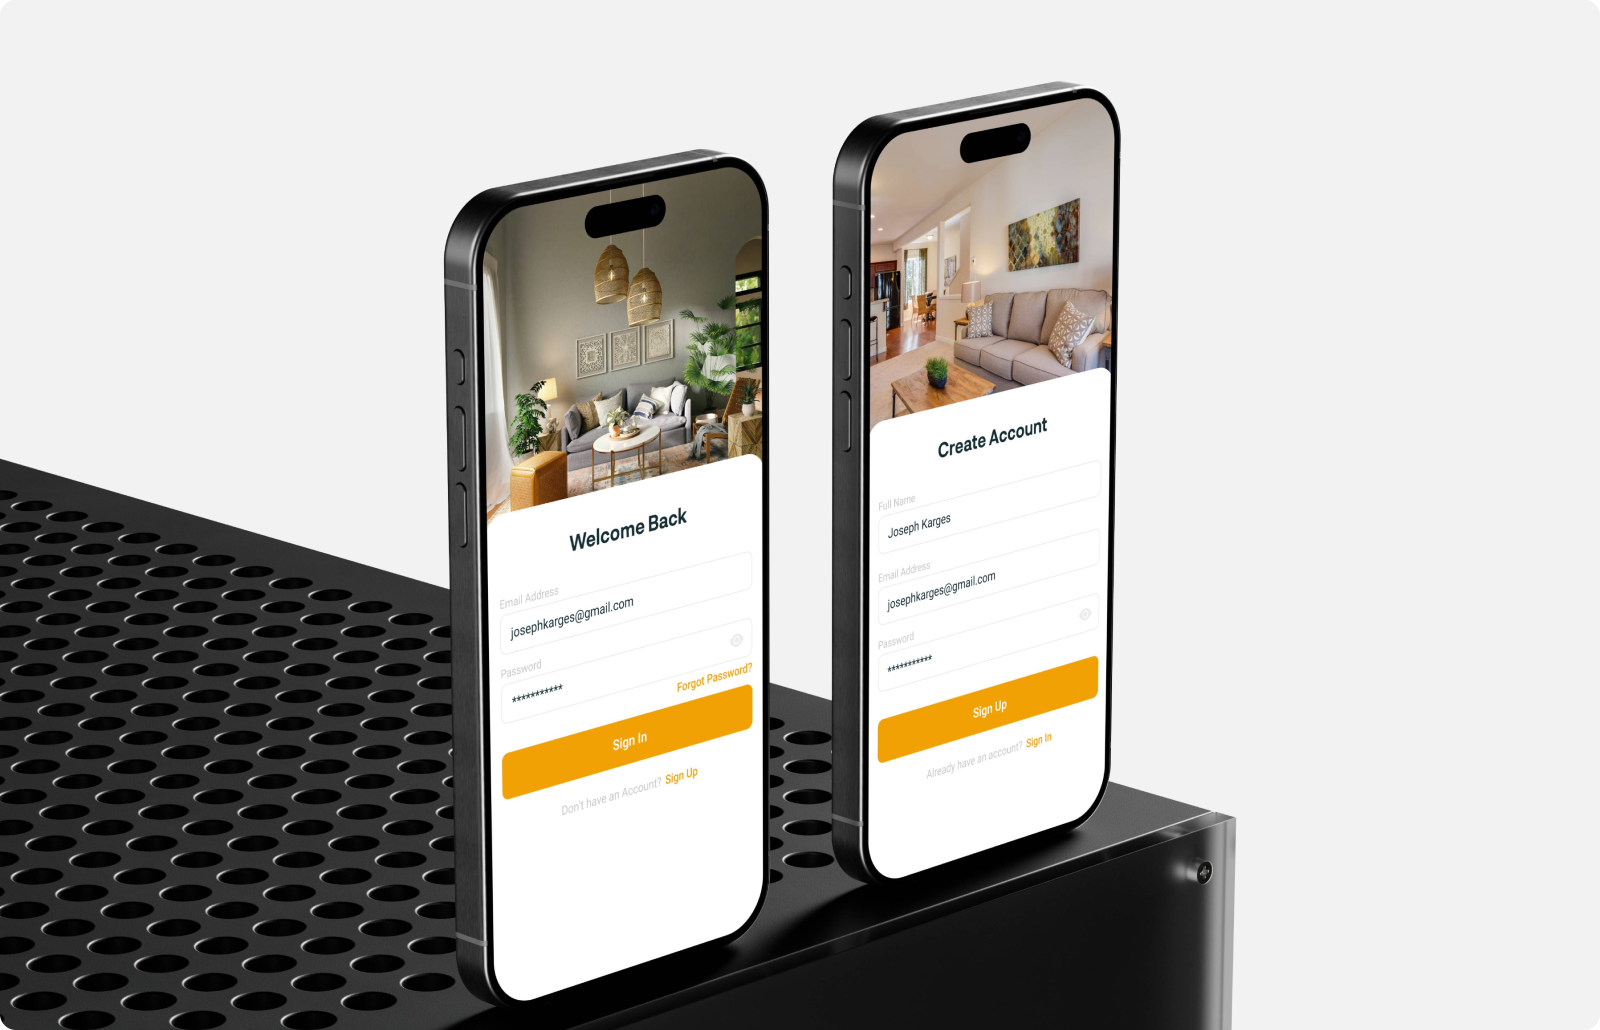 Welcome Back
Email Address
josephkarges@gmail.com
Password
***********
Forgot Password?
Sign In
Don't have an Account? Sign Up
Create Account
Full Name
Joseph Karges
Email Address
josephkarges@gmail.com
Password
***********
Sign Up
Already have an account? Sign In